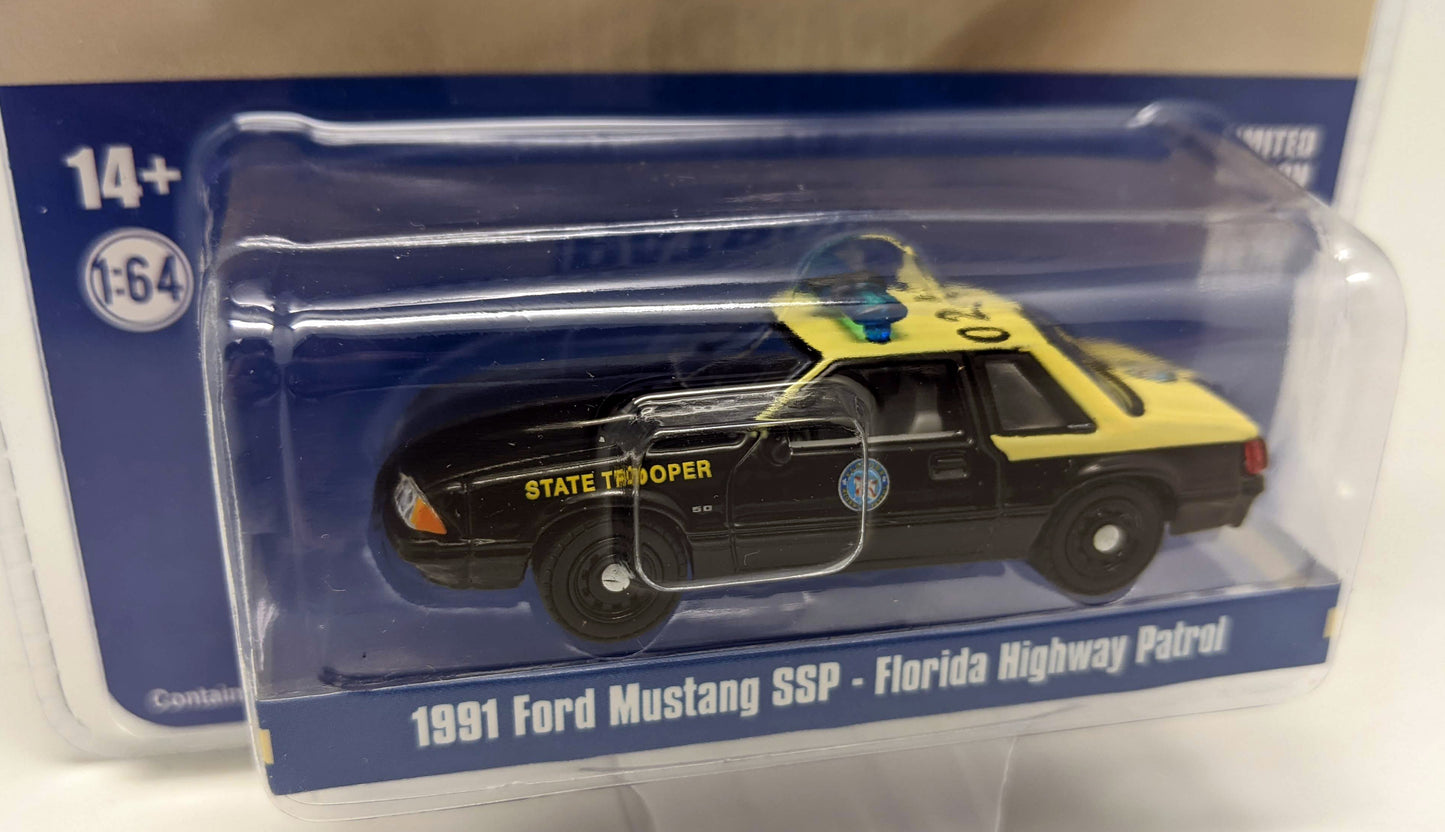 14+
1:64
STATE TROOPER
5.0
1991 Ford Mustang SSP - Florida Highway Patrol